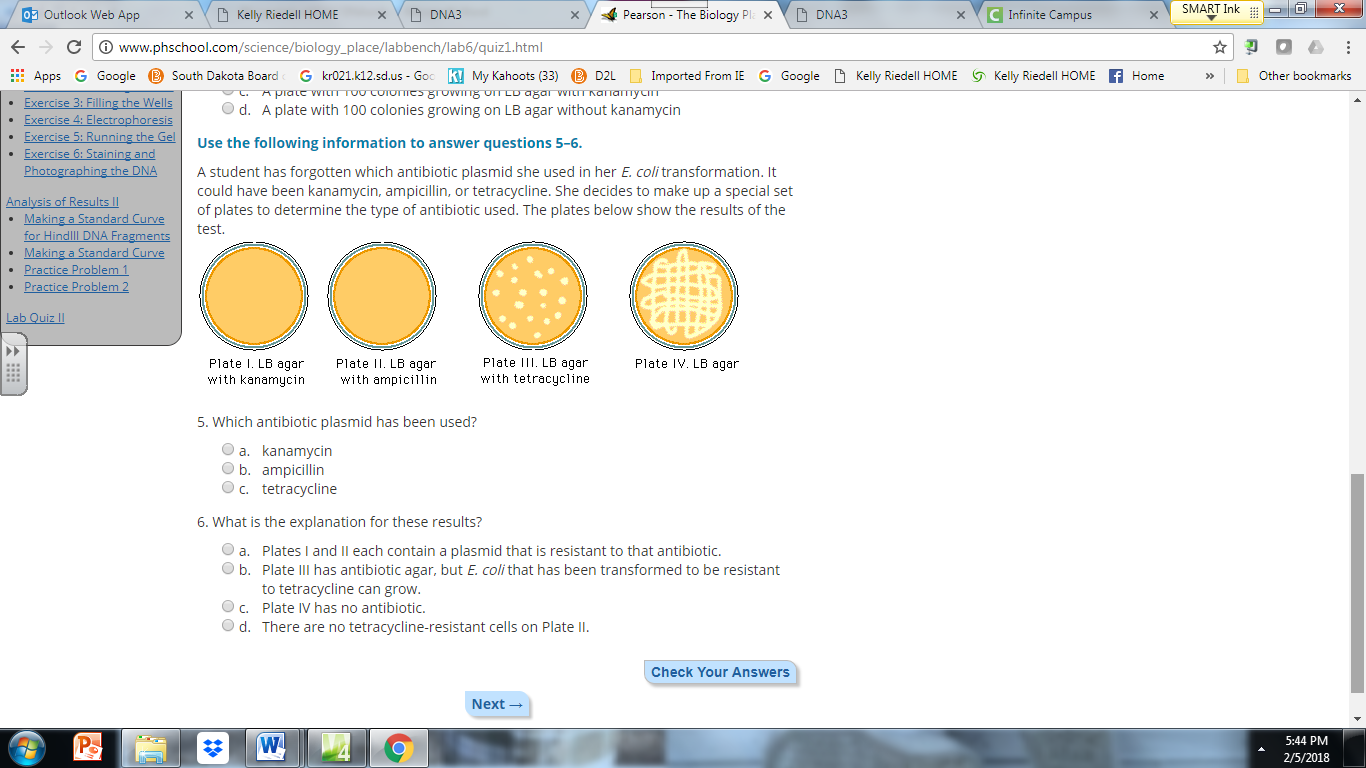 Outlook Web App
Kelly Riedell HOME
DNA3
Pearson - The Biology Pl
DNA3
Infinite Campus
SMART Ink
www.phschool.com/science/biology_place/labbench/lab6/quiz1.html
Apps
Google
South Dakota Board
kr021.k12.sd.us - Goo
My Kahoots (33)
D2L
Imported From IE
Google
Kelly Riedell HOME
Kelly Riedell HOME
Home
»
Other bookmarks
Exercise 3: Filling the Wells
Exercise 4: Electrophoresis
Exercise 5: Running the Gel
Exercise 6: Staining and
Photographing the DNA
Analysis of Results II
Making a Standard Curve
for HindIII DNA Fragments
Making a Standard Curve
Practice Problem 1
Practice Problem 2
Lab Quiz II
c. A plate with 100 colonies growing on LB agar with kanamycin
d. A plate with 100 colonies growing on LB agar without kanamycin
Use the following information to answer questions 5–6.
A student has forgotten which antibiotic plasmid she used in her E. coli transformation. It
could have been kanamycin, ampicillin, or tetracycline. She decides to make up a special set
of plates to determine the type of antibiotic used. The plates below show the results of the
test.
Plate I. LB agar
with kanamycin
Plate II. LB agar
with ampicillin
Plate III. LB agar
with tetracycline
Plate IV. LB agar
5. Which antibiotic plasmid has been used?
a. kanamycin
b. ampicillin
c. tetracycline
6. What is the explanation for these results?
a. Plates I and II each contain a plasmid that is resistant to that antibiotic.
b. Plate III has antibiotic agar, but E. coli that has been transformed to be resistant
to tetracycline can grow.
c. Plate IV has no antibiotic.
d. There are no tetracycline-resistant cells on Plate II.
Check Your Answers
Next →
5:44 PM
2/5/2018